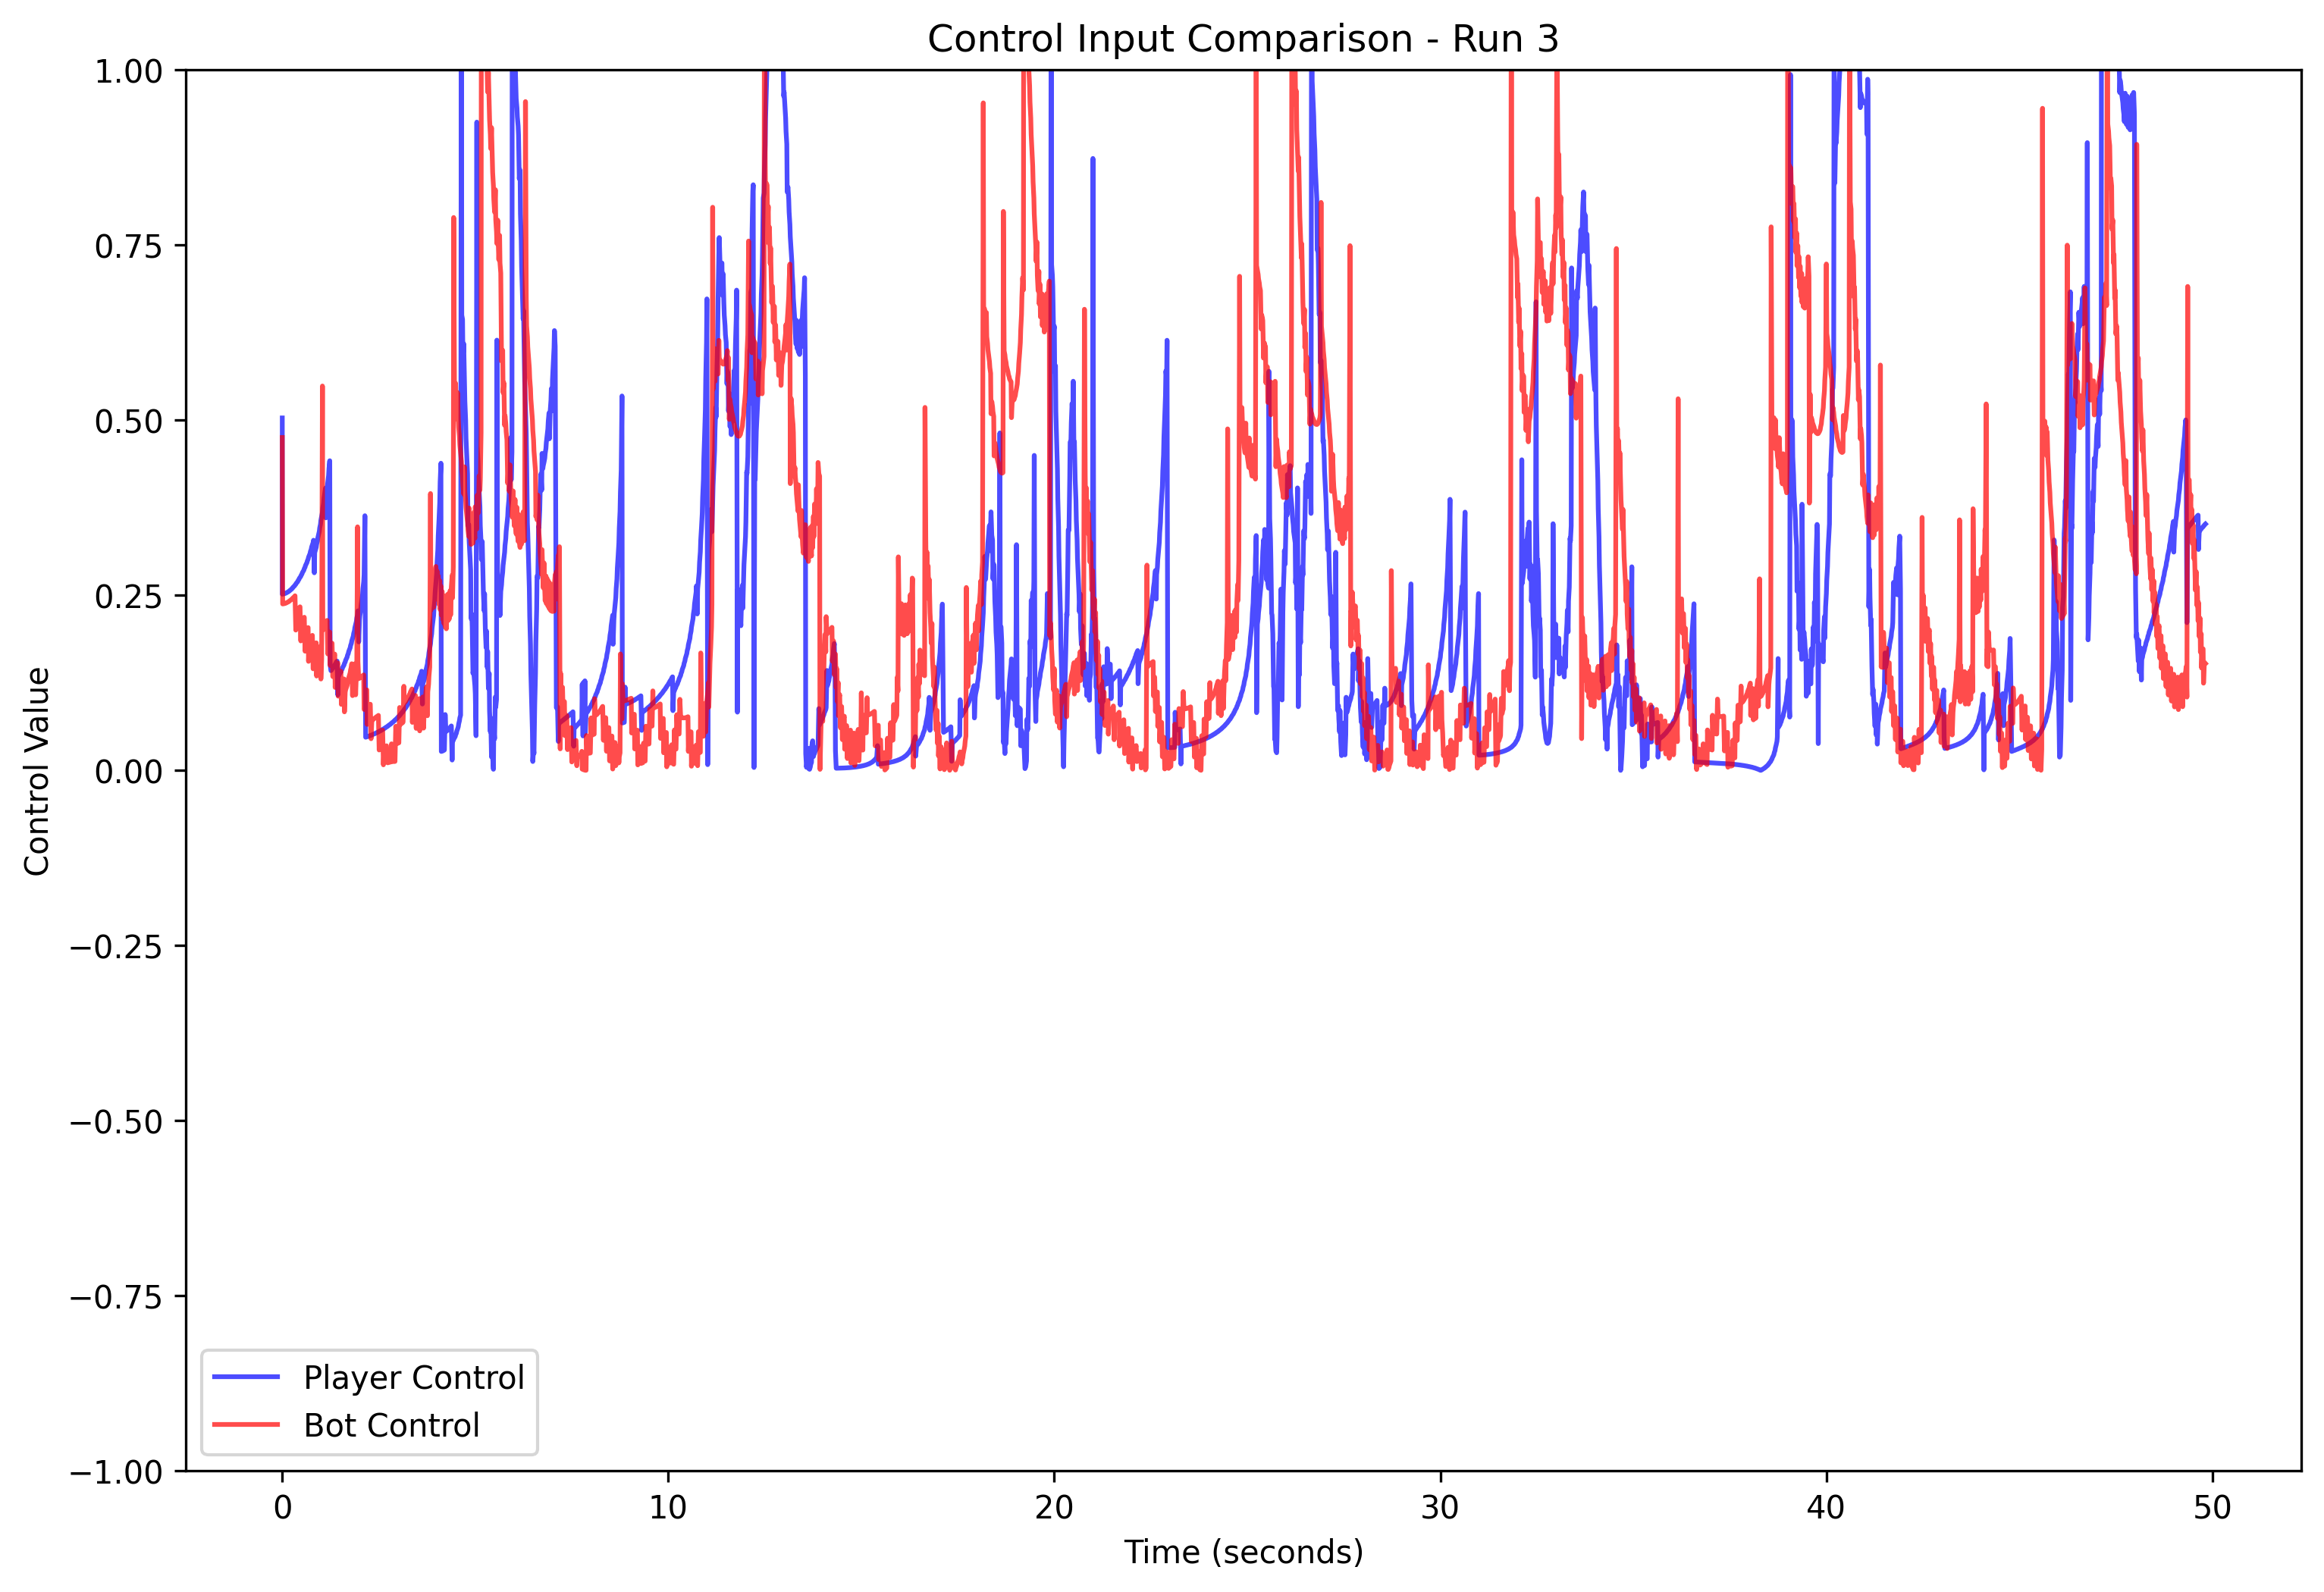 Control Input Comparison - Run 3
1.00
0.75
0.50
0.25
0.00
−0.25
−0.50
−0.75
−1.00
Control Value
Player Control
Bot Control
0 10 20 30 40 50
Time (seconds)